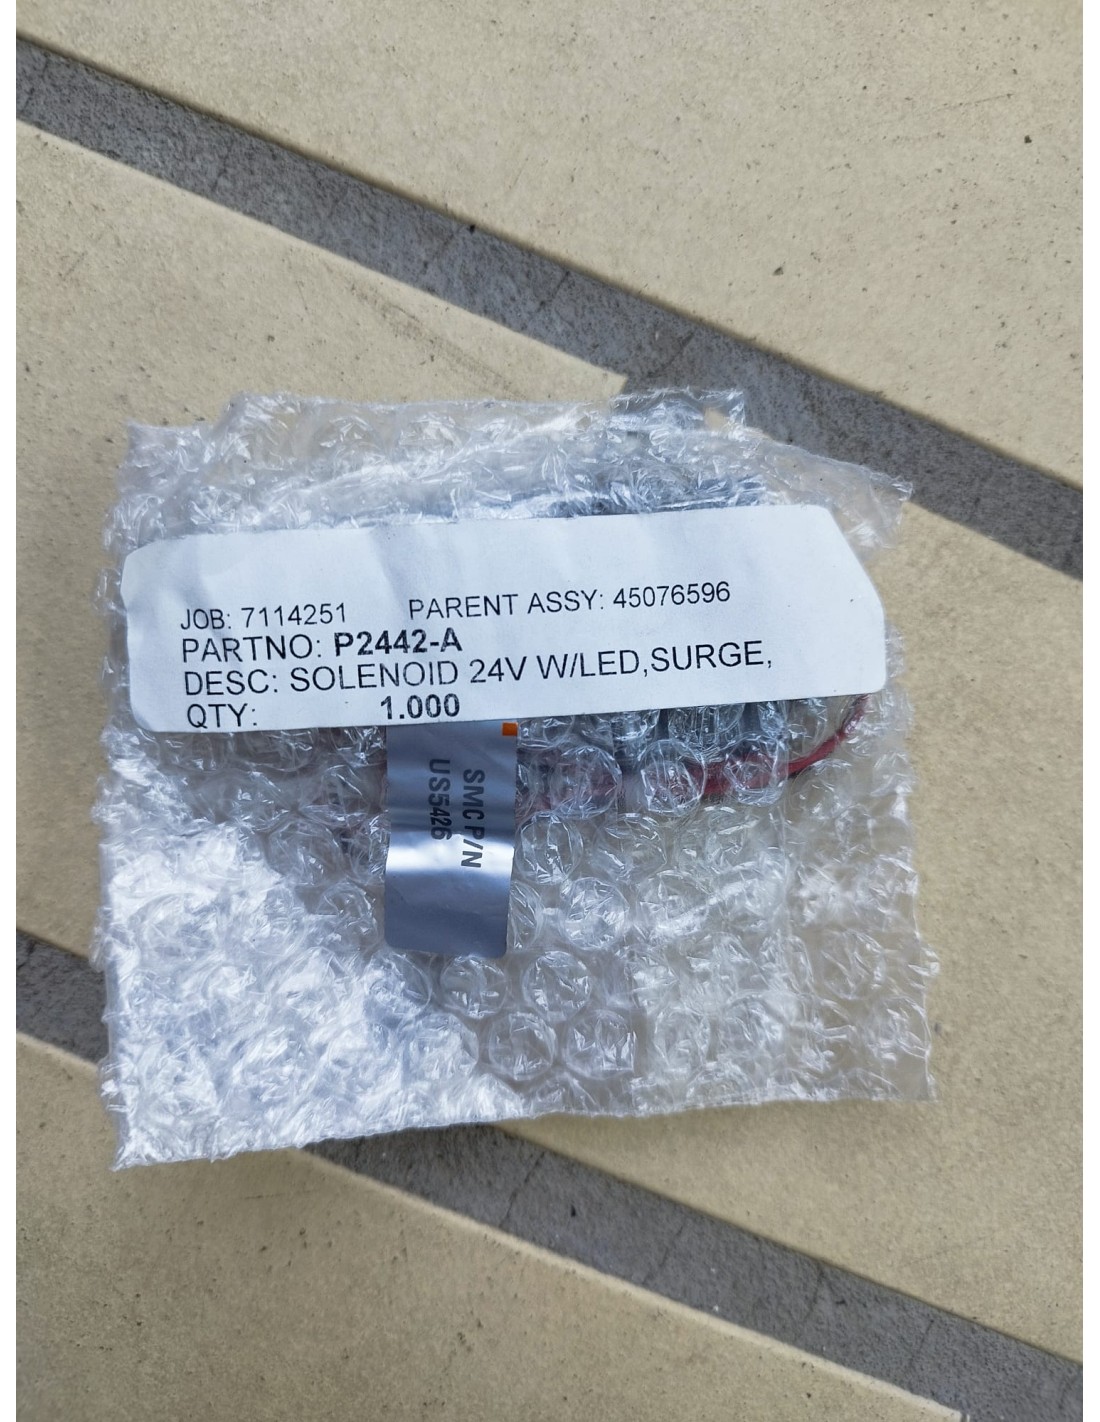 JOB: 7114251 PARENT ASSY: 45076596
PARTNO: P2442-A
DESC: SOLENOID 24V W/LED,SURGE,
QTY: 1.000
SMC P/N
US5426